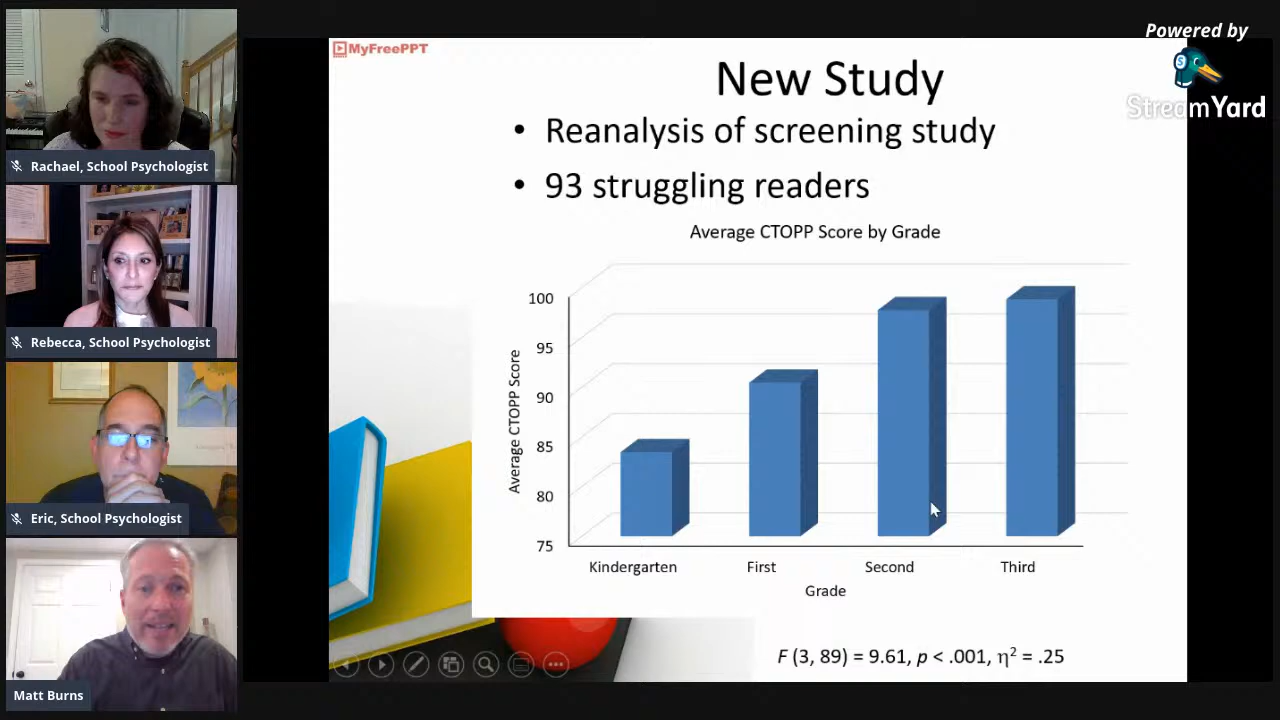 Powered by
StreamYard
MyFreePPT
New Study
• Reanalysis of screening study
• 93 struggling readers
Average CTOPP Score by Grade
Average CTOPP Score
100
95
90
85
80
75
Kindergarten
First
Second
Third
Grade
F (3, 89) = 9.61, p < .001, η² = .25
Rachael, School Psychologist
Rebecca, School Psychologist
Eric, School Psychologist
Matt Burns